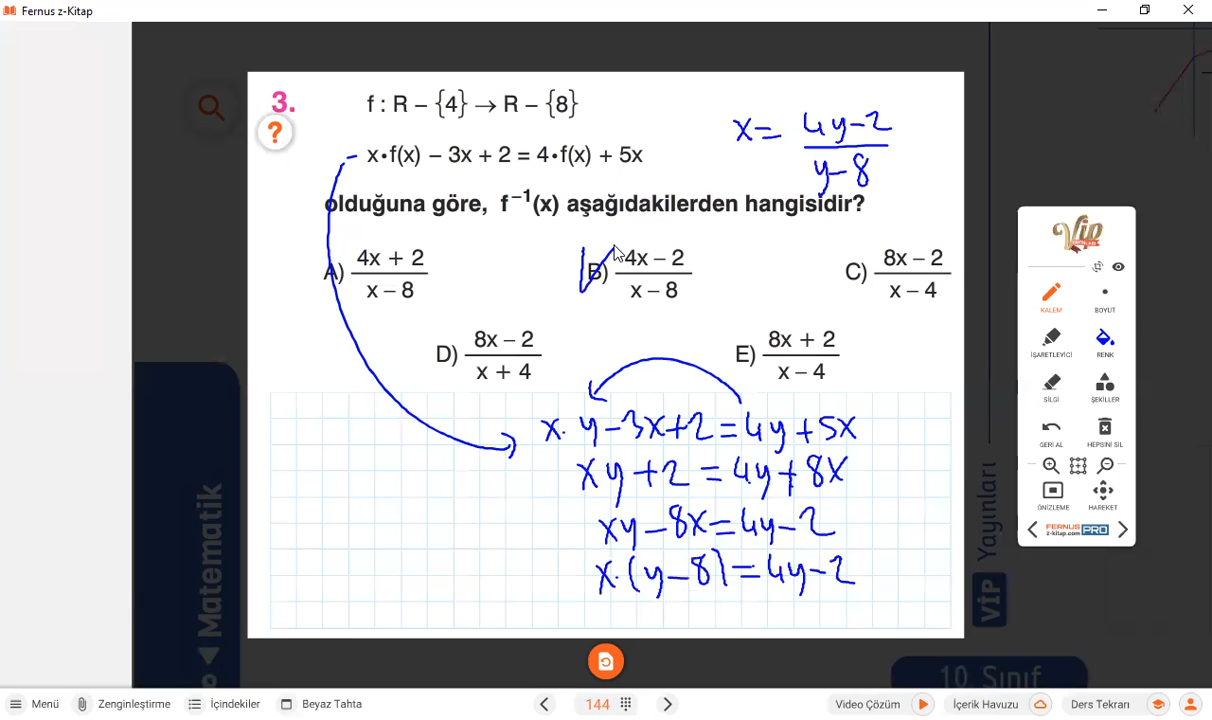 Fernus z-Kitap
3.
?
f : R – {4} → R – {8}
x•f(x) – 3x + 2 = 4•f(x) + 5x
x = (4y-2)/(y-8)
olduğuna göre, f⁻¹(x) aşağıdakilerden hangisidir?
A) (4x + 2)/(x – 8)
B) (4x – 2)/(x – 8)
C) (8x – 2)/(x – 4)
D) (8x – 2)/(x + 4)
E) (8x + 2)/(x – 4)
x. y - 3x + 2 = 4y + 5x
xy + 2 = 4y + 8x
xy - 8x = 4y - 2
x. (y - 8) = 4y - 2
ViP
KALEM
BOYUT
İŞARETLEYİCİ
RENK
SİLGİ
ŞEKİLLER
GERİ AL
HEPSİNİ SİL
ÖNİZLEME
HAREKET
FERNUS PRO
z-kitap.com
Matematik
ViP Yayınları
10. Sınıf
Menü
Zenginleştirme
İçindekiler
Beyaz Tahta
144
Video Çözüm
İçerik Havuzu
Ders Tekrarı